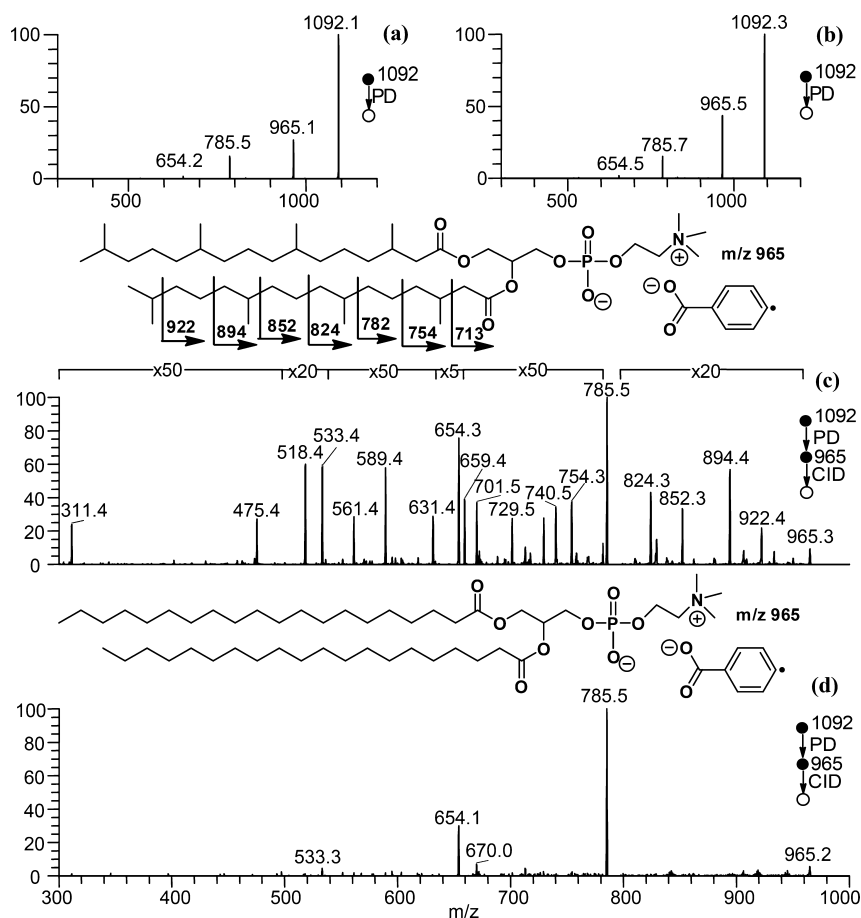 1092.1
(a)
1092
PD
965.1
785.5
654.2
100
50
0
500
1000
1092.3
(b)
1092
PD
965.5
785.7
654.5
100
50
0
500
1000
O
O
O
P
O
O
N
⊕
O
⊖
O
O
m/z 965
⊖ O
O
922
894
852
824
782
754
713
x50
x20
x50
x5
x50
x20
(c)
1092
PD
965
CID
785.5
654.3
518.4
533.4
589.4
659.4
701.5
740.5
754.3
824.3
894.4
852.3
311.4
475.4
561.4
631.4
729.5
922.4
965.3
100
80
60
40
20
0
O
O
O
P
O
O
N
⊕
O
⊖
O
O
m/z 965
⊖ O
O
(d)
1092
PD
965
CID
785.5
654.1
670.0
533.3
965.2
100
80
60
40
20
0
300
400
500
600
700
800
900
1000
m/z